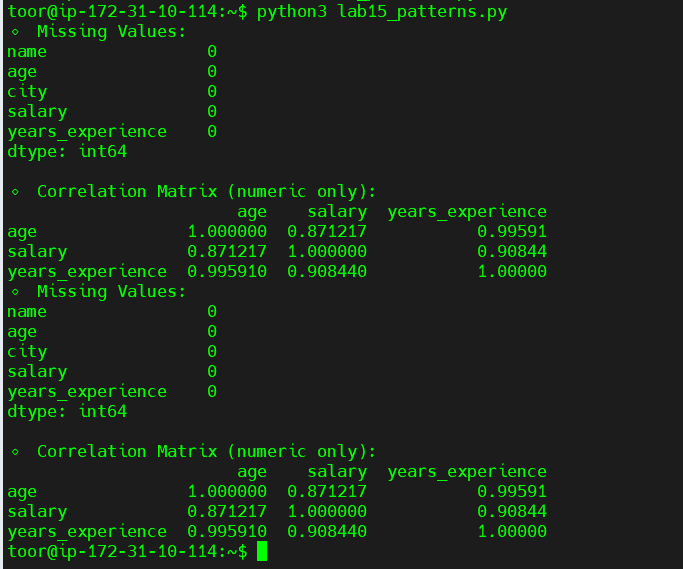 toor@ip-172-31-10-114:~$ python3 lab15_patterns.py
⋄  Missing Values:
name                0
age                 0
city                0
salary              0
years_experience    0
dtype: int64

⋄  Correlation Matrix (numeric only):
                       age    salary  years_experience
age               1.000000  0.871217           0.99591
salary            0.871217  1.000000           0.90844
years_experience  0.995910  0.908440           1.00000
⋄  Missing Values:
name                0
age                 0
city                0
salary              0
years_experience    0
dtype: int64

⋄  Correlation Matrix (numeric only):
                       age    salary  years_experience
age               1.000000  0.871217           0.99591
salary            0.871217  1.000000           0.90844
years_experience  0.995910  0.908440           1.00000
toor@ip-172-31-10-114:~$